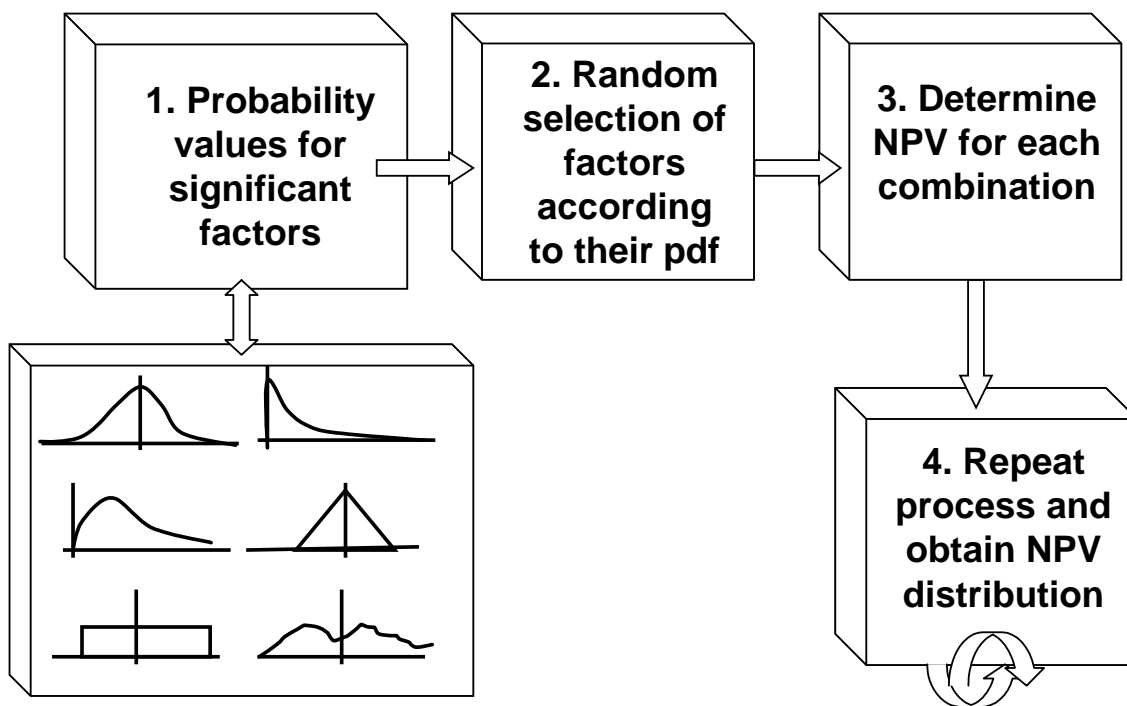 1. Probability
values for
significant
factors
2. Random
selection of
factors
according
to their pdf
3. Determine
NPV for each
combination
4. Repeat
process and
obtain NPV
distribution